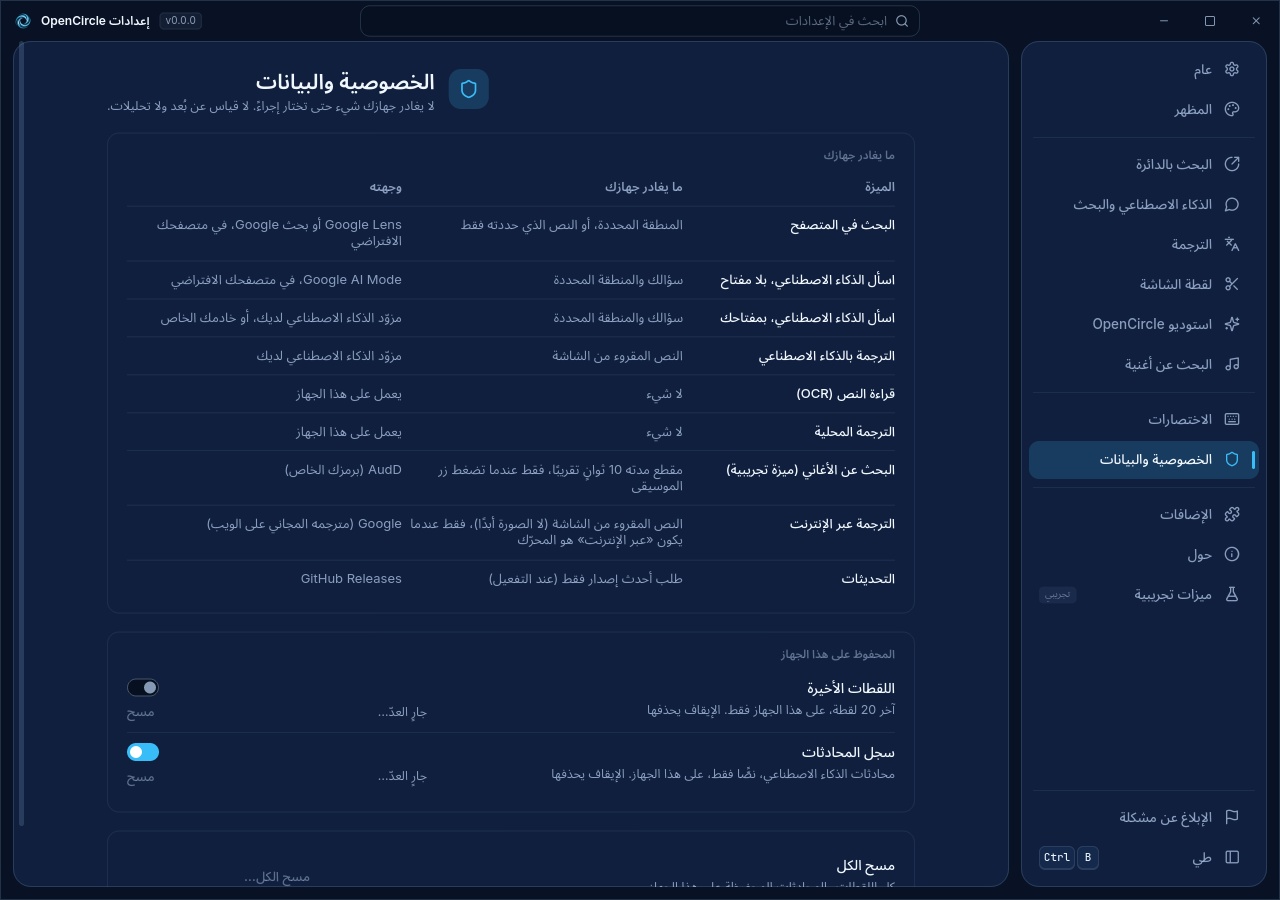 إعدادات OpenCircle
v0.0.0
ابحث في الإعدادات
عام
المظهر
البحث بالدائرة
الذكاء الاصطناعي والبحث
الترجمة
لقطة الشاشة
استوديو OpenCircle
البحث عن أغنية
الاختصارات
الخصوصية والبيانات
الإضافات
حول
ميزات تجريبية
تجريبي
الإبلاغ عن مشكلة
طي
Ctrl B
الخصوصية والبيانات
لا يغادر جهازك شيء حتى تختار إجراءً. لا قياس عن بُعد ولا تحليلات.
ما يغادر جهازك
الميزة ما يغادر جهازك وجهته
البحث في المتصفح المنطقة المحددة، أو النص الذي حددته فقط Google Lens أو بحث Google، في متصفحك
الافتراضي
اسأل الذكاء الاصطناعي، بلا مفتاح سؤالك والمنطقة المحددة Google AI Mode، في متصفحك الافتراضي
اسأل الذكاء الاصطناعي، بمفتاحك سؤالك والمنطقة المحددة مزوّد الذكاء الاصطناعي لديك، أو خادمك الخاص
الترجمة بالذكاء الاصطناعي النص المقروء من الشاشة مزوّد الذكاء الاصطناعي لديك
قراءة النص (OCR) لا شيء يعمل على هذا الجهاز
الترجمة المحلية لا شيء يعمل على هذا الجهاز
البحث عن الأغاني (ميزة تجريبية) مقطع مدته 10 ثوانٍ تقريبًا، فقط عندما تضغط زر AudD (برمزك الخاص)
الموسيقى
الترجمة عبر الإنترنت النص المقروء من الشاشة (لا الصورة أبدًا)، فقط عندما Google (مترجمه المجاني على الويب)
يكون «عبر الإنترنت» هو المحرّك
التحديثات طلب أحدث إصدار فقط (عند التفعيل) GitHub Releases
المحفوظ على هذا الجهاز
اللقطات الأخيرة
آخر 20 لقطة، على هذا الجهاز فقط. الإيقاف يحذفها
جارٍ العدّ...
مسح
سجل المحادثات
محادثات الذكاء الاصطناعي، نصًا فقط، على هذا الجهاز. الإيقاف يحذفها
جارٍ العدّ...
مسح
مسح الكل
مسح الكل...